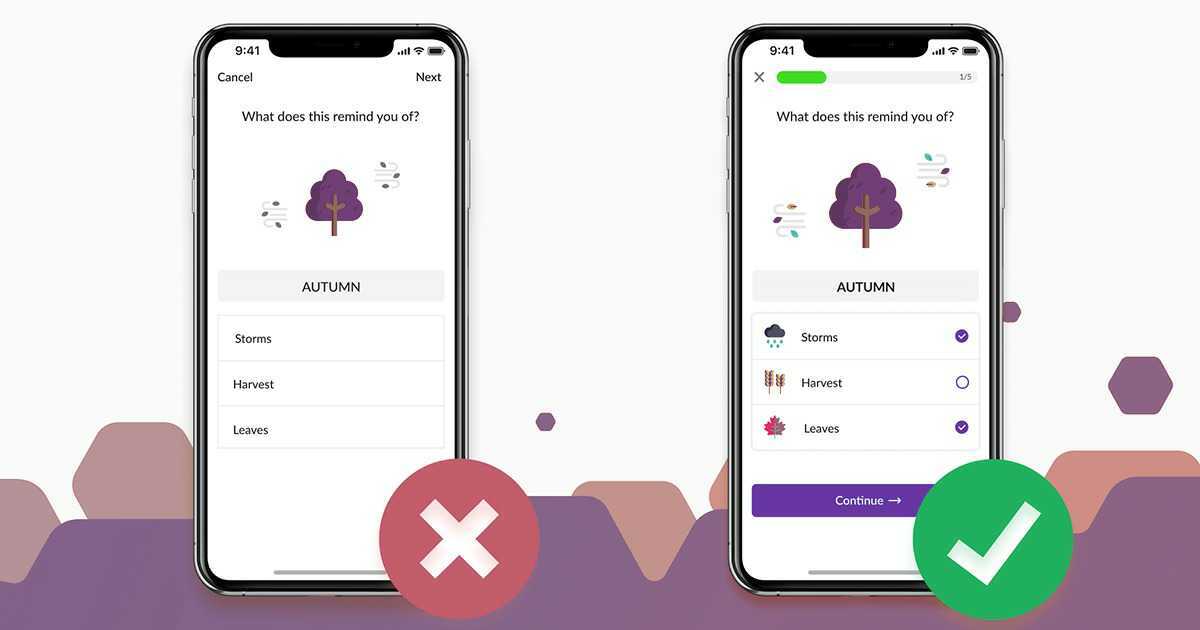 9:41
Cancel
Next
What does this remind you of?
AUTUMN
Storms
Harvest
Leaves
9:41
1/5
What does this remind you of?
AUTUMN
Storms
Harvest
Leaves
Continue →